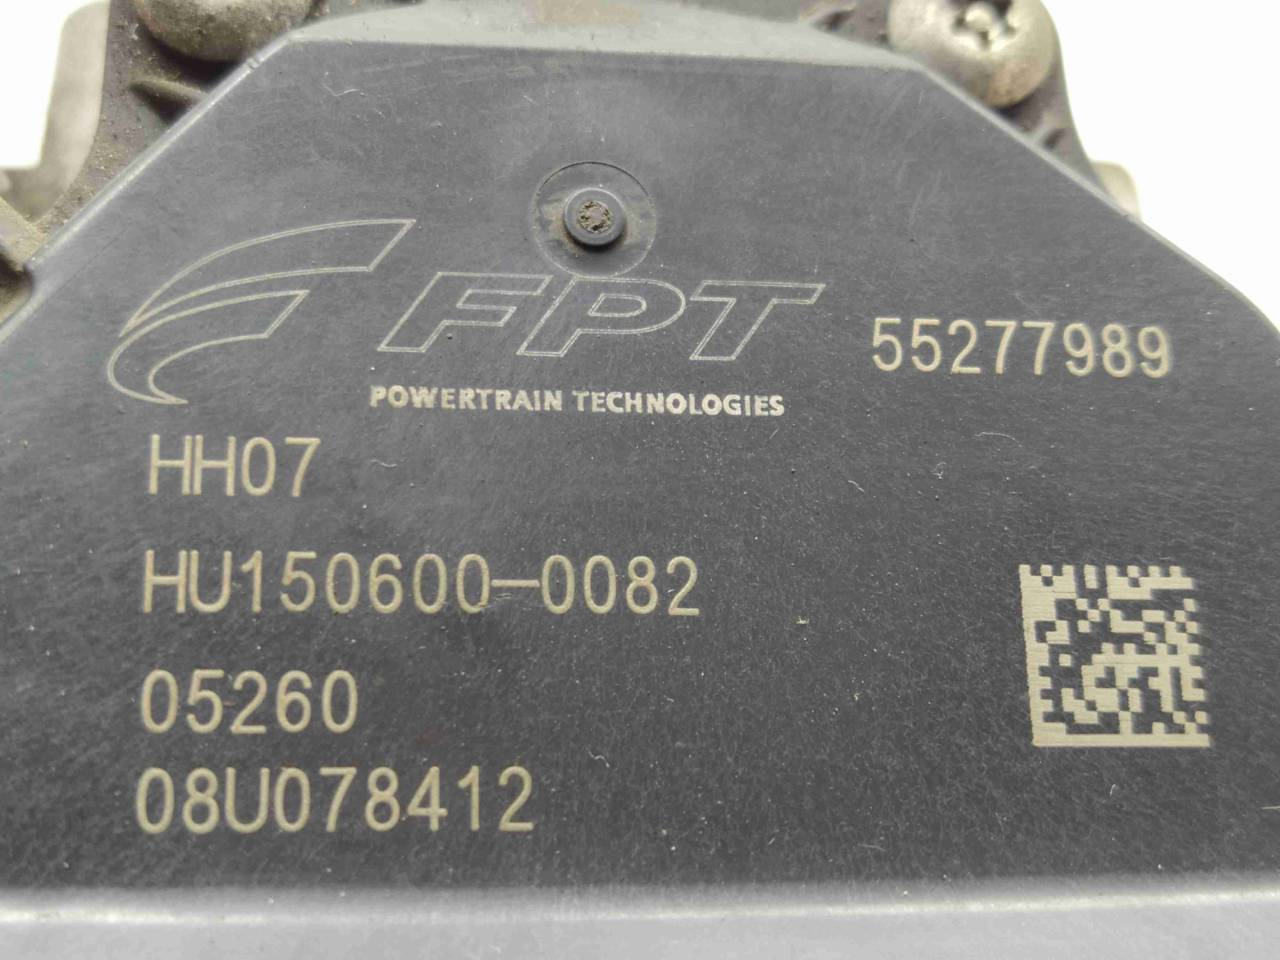 FPT
POWERTRAIN TECHNOLOGIES
55277989
HH07
HU150600-0082
05260
08U078412